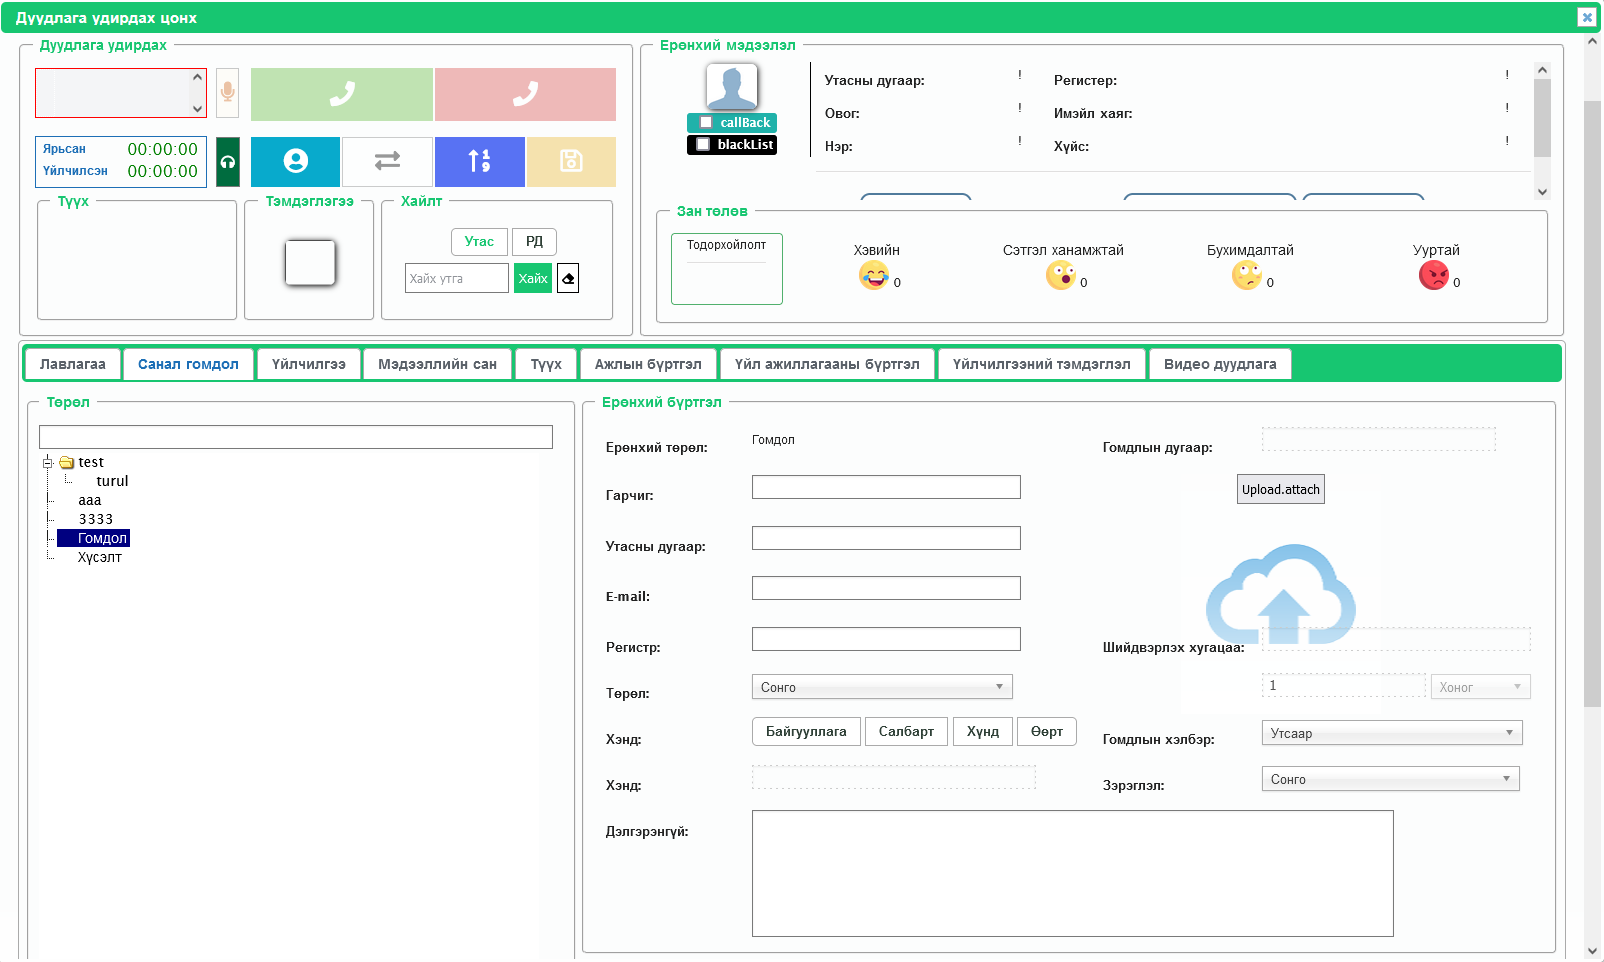 Дуудлага удирдах цонх
Дуудлага удирдах
Ярьсан 00:00:00
Үйлчилсэн 00:00:00
1
9
Түүх
Тэмдэглэгээ
Хайлт
Утас РД
Хайх утга Хайх
Ерөнхий мэдээлэл
callBack
blackList
Утасны дугаар: ! Регистер: !
Овог: ! Имэйл хаяг: !
Нэр: ! Хүйс: !
Зан төлөв
Тодорхойлолт
Хэвийн Сэтгэл ханамжтай Бухимдалтай Ууртай
0 0 0 0
Лавлагаа Санал гомдол Үйлчилгээ Мэдээллийн сан Түүх Ажлын бүртгэл Үйл ажиллагааны бүртгэл Үйлчилгээний тэмдэглэл Видео дуудлага
Төрөл
test
turul
aaa
3333
Гомдол
Хүсэлт
Ерөнхий бүртгэл
Ерөнхий төрөл: Гомдол Гомдлын дугаар:
Гарчиг: Upload.attach
Утасны дугаар:
E-mail:
Регистр: Шийдвэрлэх хугацаа:
Төрөл: Сонго 1 Хоног
Хэнд: Байгууллага Салбарт Хүнд Өөрт Гомдлын хэлбэр: Утсаар
Хэнд: Зэрэглэл: Сонго
Дэлгэрэнгүй: